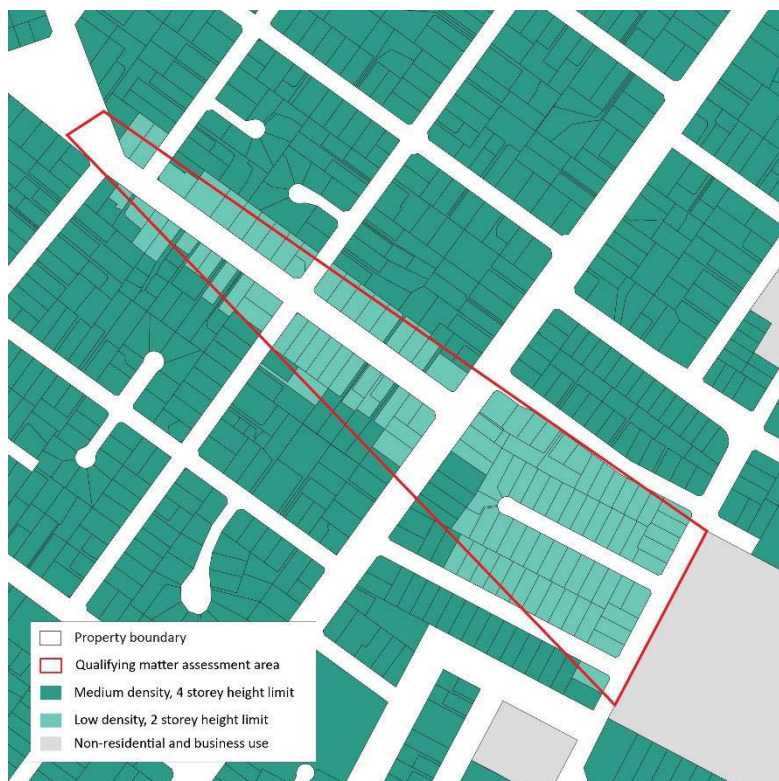 Property boundary
Qualifying matter assessment area
Medium density, 4 storey height limit
Low density, 2 storey height limit
Non-residential and business use